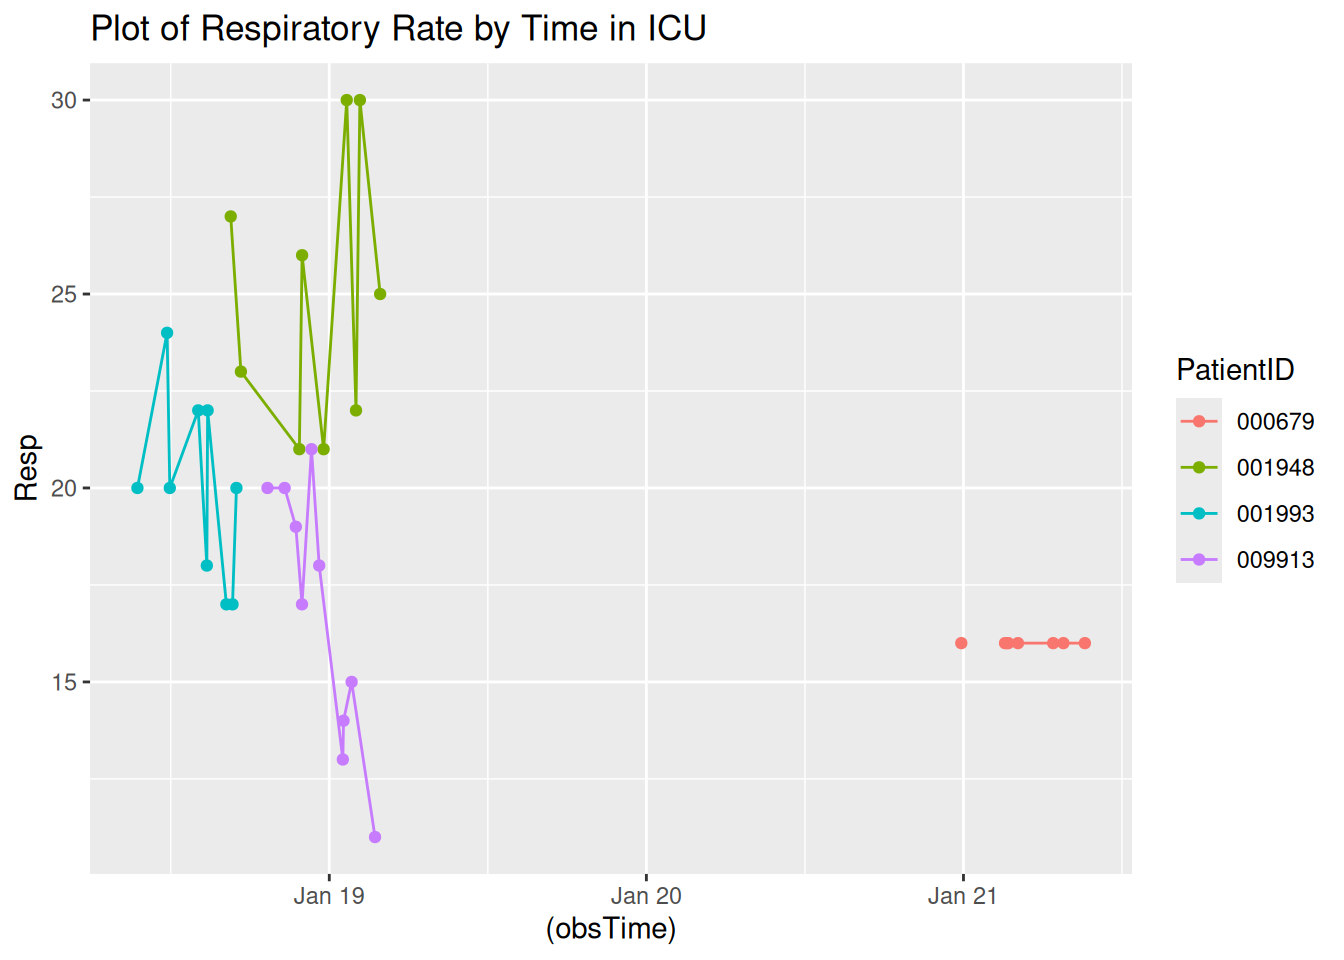 Plot of Respiratory Rate by Time in ICU
30
25
20
15
Resp
Jan 19
Jan 20
Jan 21
(obsTime)
PatientID
000679
001948
001993
009913